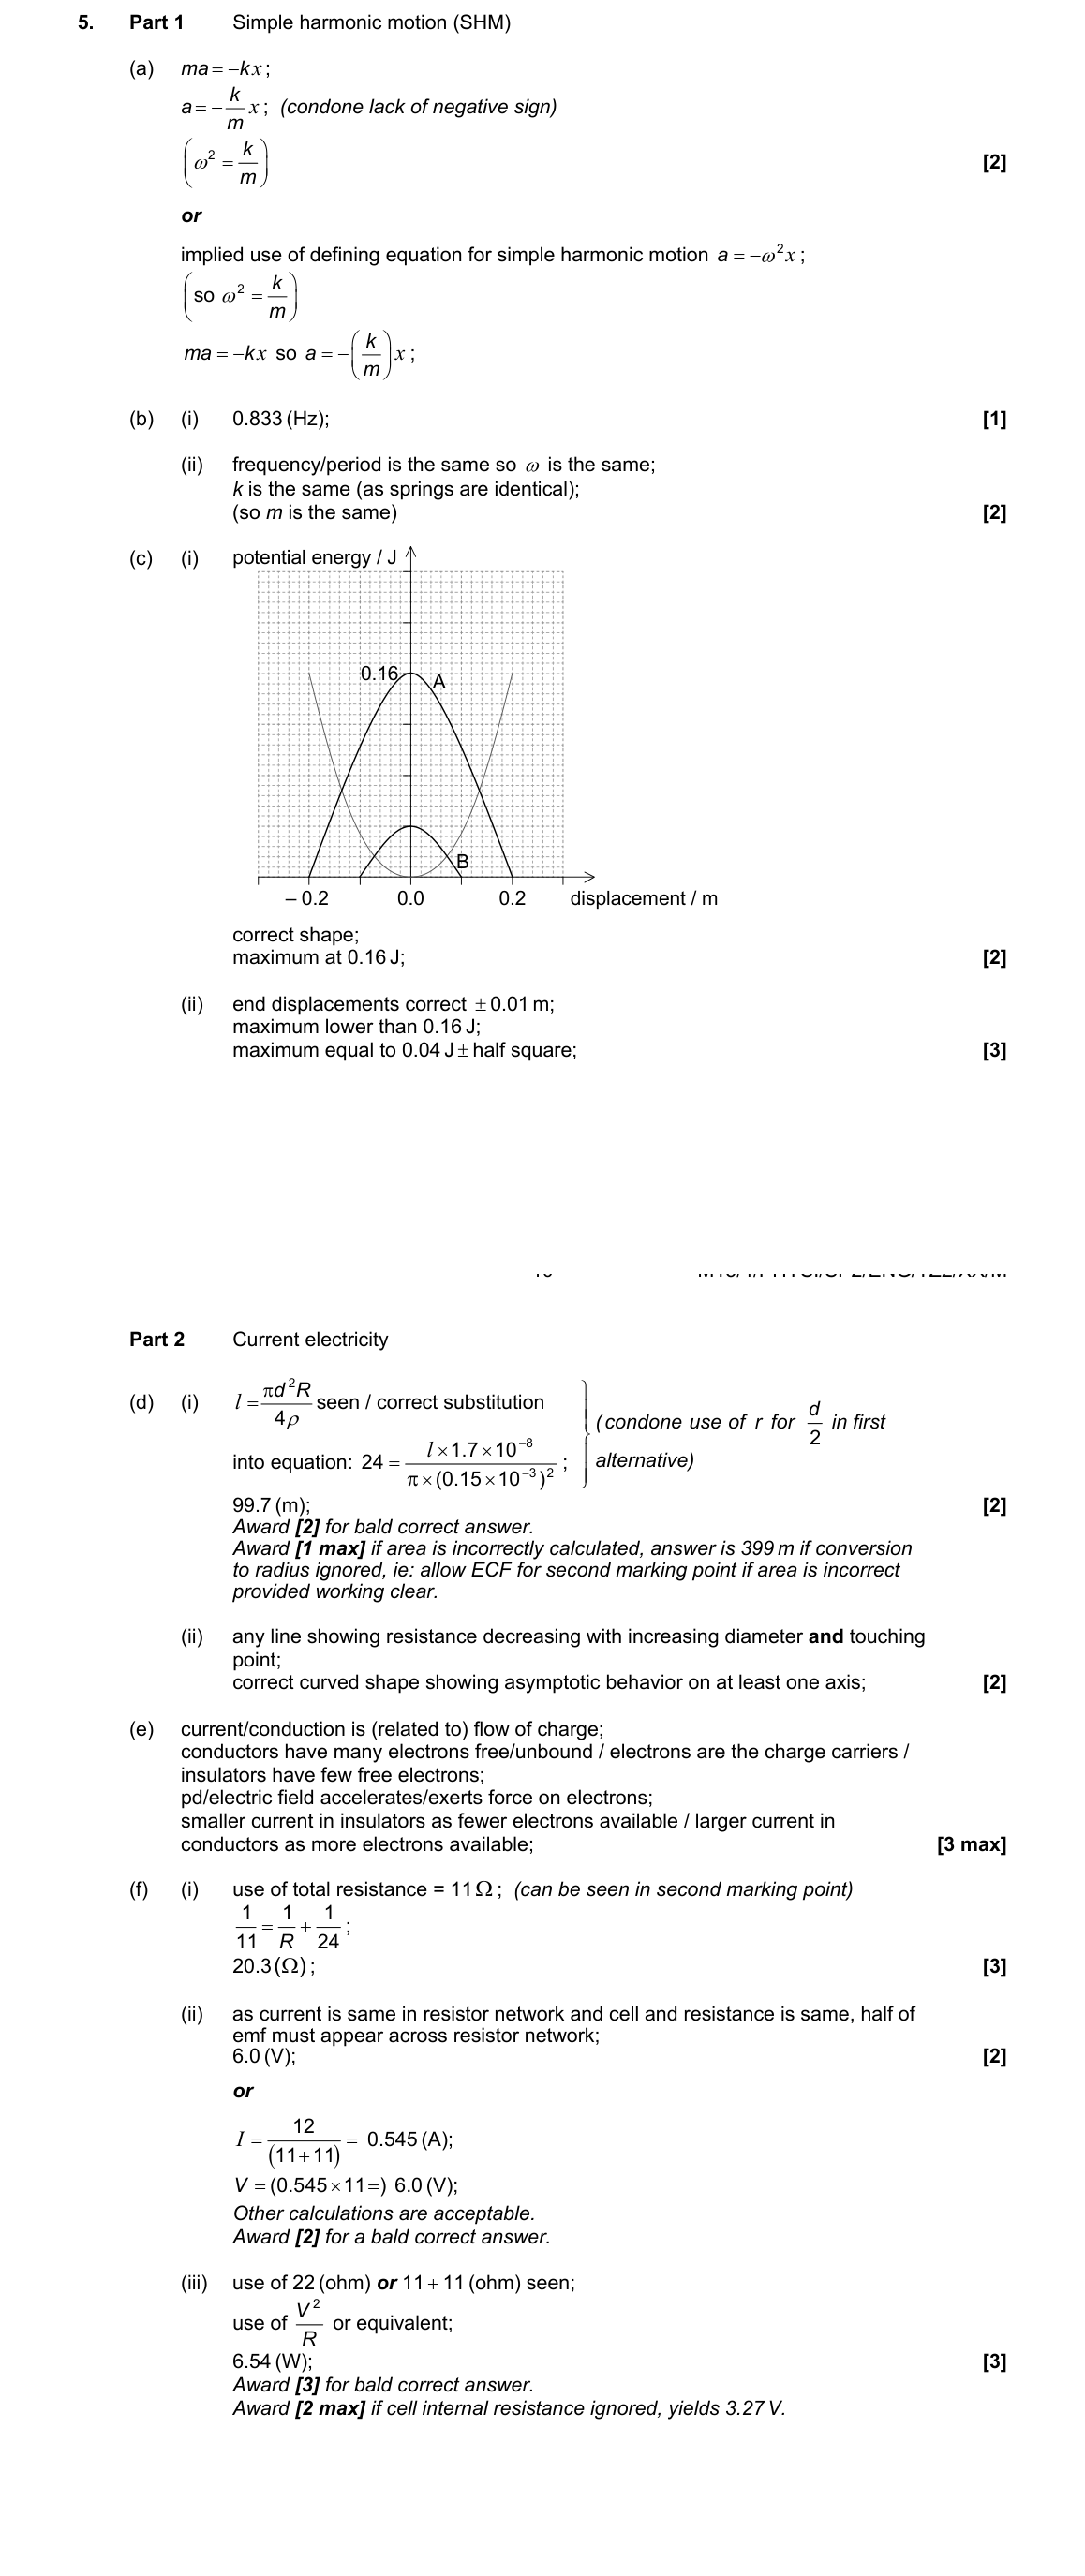 5. Part 1 Simple harmonic motion (SHM)
(a) ma = –kx;
a = –k/m x; (condone lack of negative sign)
(ω² = k/m) [2]
or
implied use of defining equation for simple harmonic motion a = –ω²x;
(so ω² = k/m)
ma = –kx so a = –(k/m)x;
(b) (i) 0.833 (Hz); [1]
(ii) frequency/period is the same so ω is the same;
k is the same (as springs are identical);
(so m is the same) [2]
(c) (i) potential energy / J
0.16
A
B
– 0.2 0.0 0.2 displacement / m
correct shape;
maximum at 0.16 J; [2]
(ii) end displacements correct ± 0.01 m;
maximum lower than 0.16 J;
maximum equal to 0.04 J ± half square; [3]
Part 2 Current electricity
(d) (i) l = πd²R/4ρ seen / correct substitution
into equation: 24 = l × 1.7 × 10⁻⁸/π × (0.15 × 10⁻³)²;
(condone use of r for d/2 in first
alternative)
99.7 (m); [2]
Award [2] for bald correct answer.
Award [1 max] if area is incorrectly calculated, answer is 399 m if conversion
to radius ignored, ie: allow ECF for second marking point if area is incorrect
provided working clear.
(ii) any line showing resistance decreasing with increasing diameter and touching
point;
correct curved shape showing asymptotic behavior on at least one axis; [2]
(e) current/conduction is (related to) flow of charge;
conductors have many electrons free/unbound / electrons are the charge carriers /
insulators have few free electrons;
pd/electric field accelerates/exerts force on electrons;
smaller current in insulators as fewer electrons available / larger current in
conductors as more electrons available; [3 max]
(f) (i) use of total resistance = 11 Ω; (can be seen in second marking point)
1/11 = 1/R + 1/24;
20.3 (Ω); [3]
(ii) as current is same in resistor network and cell and resistance is same, half of
emf must appear across resistor network;
6.0 (V); [2]
or
I = 12/(11 + 11) = 0.545 (A);
V = (0.545 × 11 =) 6.0 (V);
Other calculations are acceptable.
Award [2] for a bald correct answer.
(iii) use of 22 (ohm) or 11 + 11 (ohm) seen;
use of V²/R or equivalent;
6.54 (W); [3]
Award [3] for bald correct answer.
Award [2 max] if cell internal resistance ignored, yields 3.27 V.